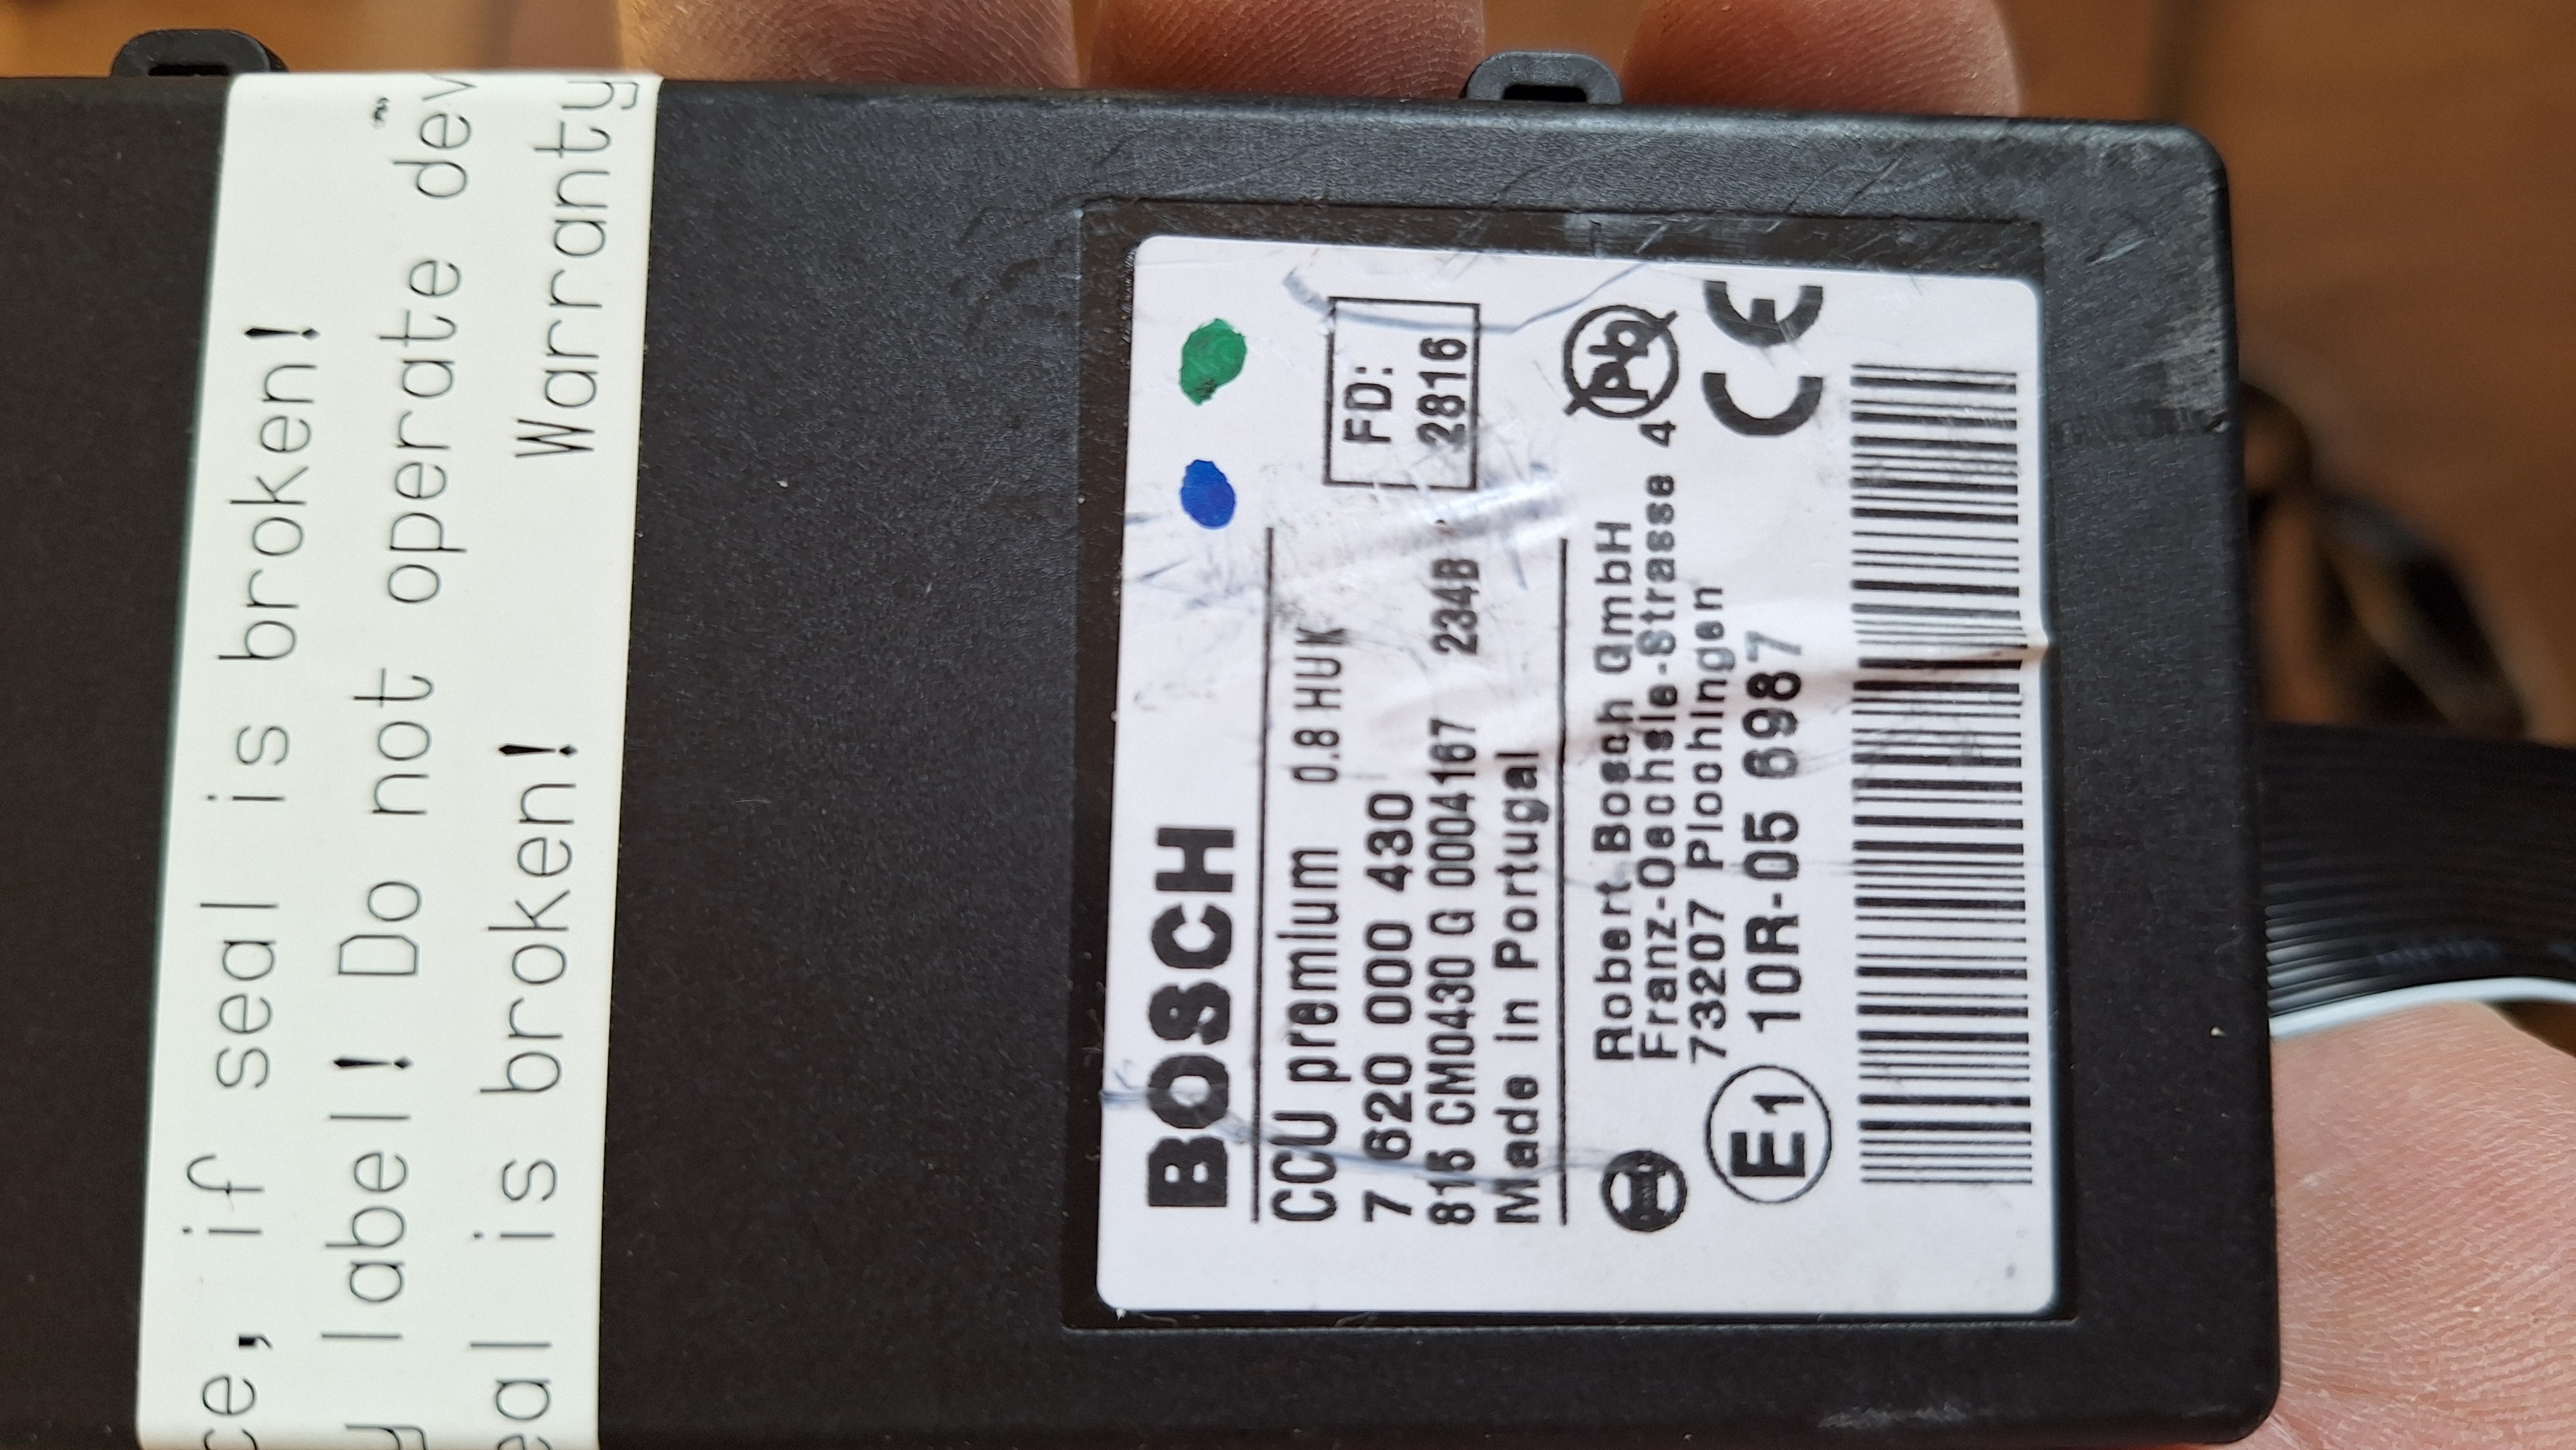 ce, if seal is broken!
y label! Do not operate dev
eal is broken! Warranty
BOSCH
CCU premium 0.8 HUK
7 620 000 430
FD:
2816
815 CM0430 G 0004167 234B
Made in Portugal
Robert Bosch GmbH
Franz-Oechsle-Strasse 4
73207 Plochingen
Pb
CE
E1 10R-05 6987